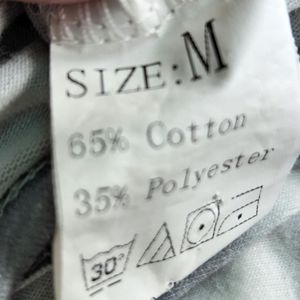 SIZE:M
65% Cotton
35% Polyester
30°